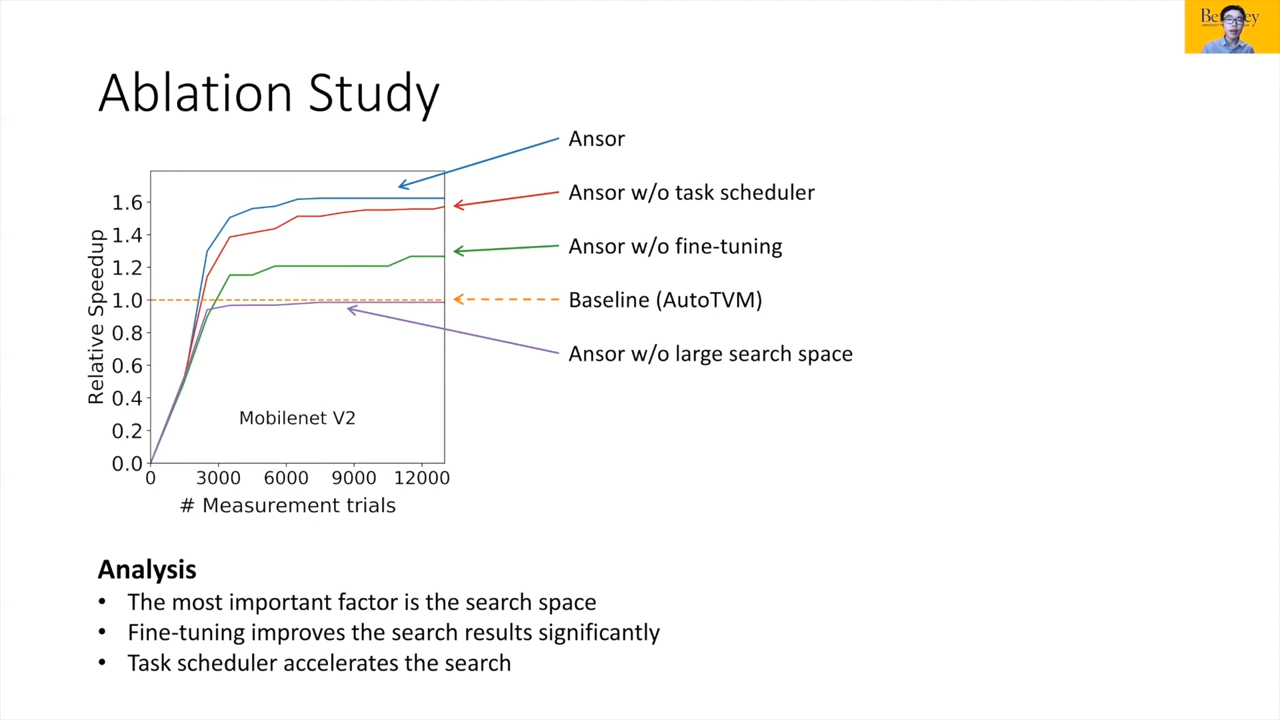 Ablation Study
Ansor
Ansor w/o task scheduler
Ansor w/o fine-tuning
Baseline (AutoTVM)
Ansor w/o large search space
Relative Speedup
1.6
1.4
1.2
1.0
0.8
0.6
0.4
0.2
0.0
Mobilenet V2
0 3000 6000 9000 12000
# Measurement trials
Analysis
• The most important factor is the search space
• Fine-tuning improves the search results significantly
• Task scheduler accelerates the search